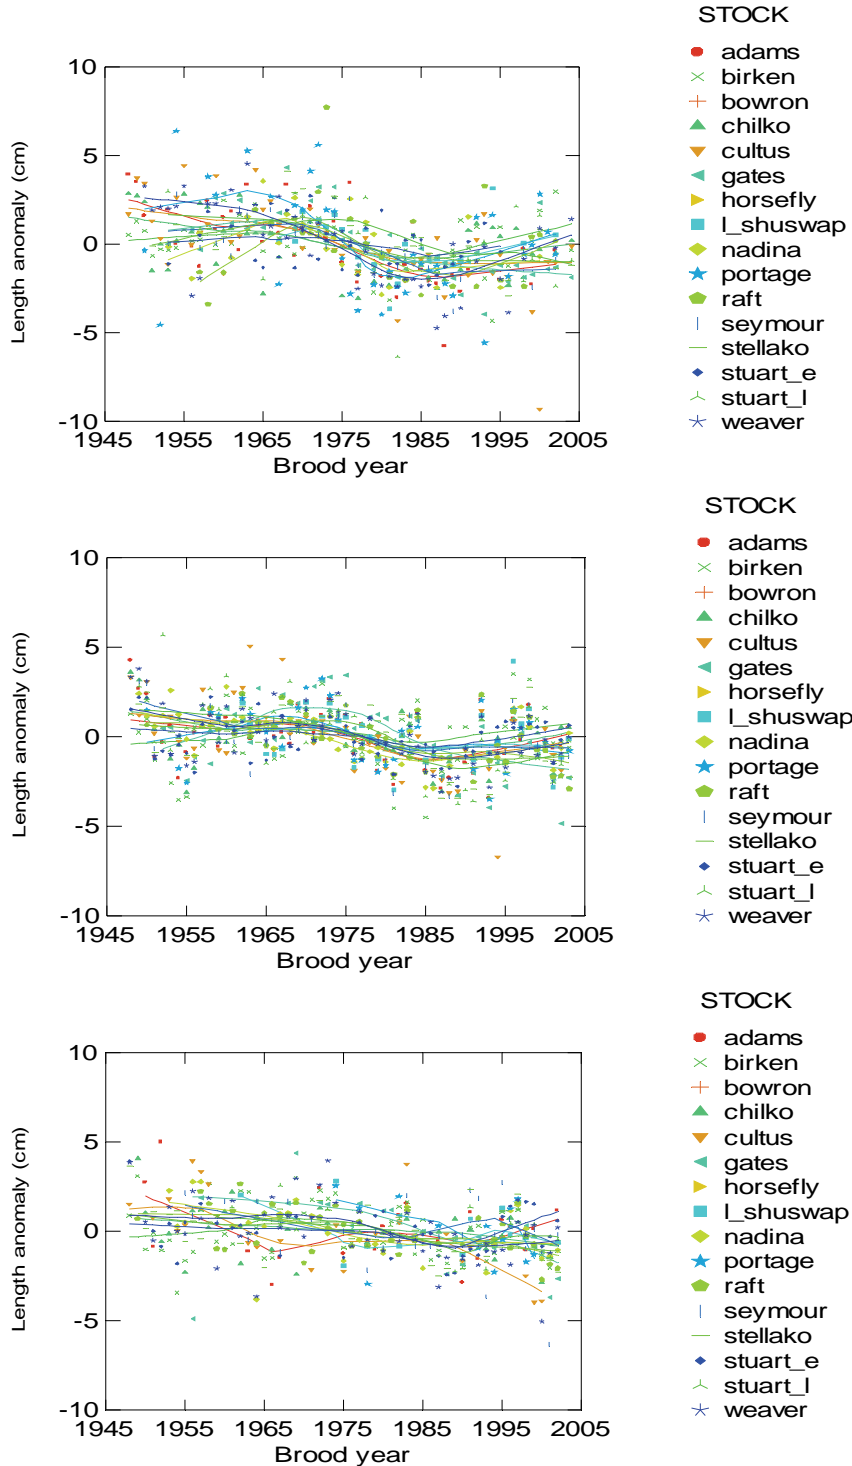 STOCK
adams
birken
bowron
chilko
cultus
gates
horsefly
l_shuswap
nadina
portage
raft
seymour
stellako
stuart_e
stuart_l
weaver
Length anomaly (cm)
10
5
0
-5
-10
1945 1955 1965 1975 1985 1995 2005
Brood year
STOCK
adams
birken
bowron
chilko
cultus
gates
horsefly
l_shuswap
nadina
portage
raft
seymour
stellako
stuart_e
stuart_l
weaver
Length anomaly (cm)
10
5
0
-5
-10
1945 1955 1965 1975 1985 1995 2005
Brood year
STOCK
adams
birken
bowron
chilko
cultus
gates
horsefly
l_shuswap
nadina
portage
raft
seymour
stellako
stuart_e
stuart_l
weaver
Length anomaly (cm)
10
5
0
-5
-10
1945 1955 1965 1975 1985 1995 2005
Brood year